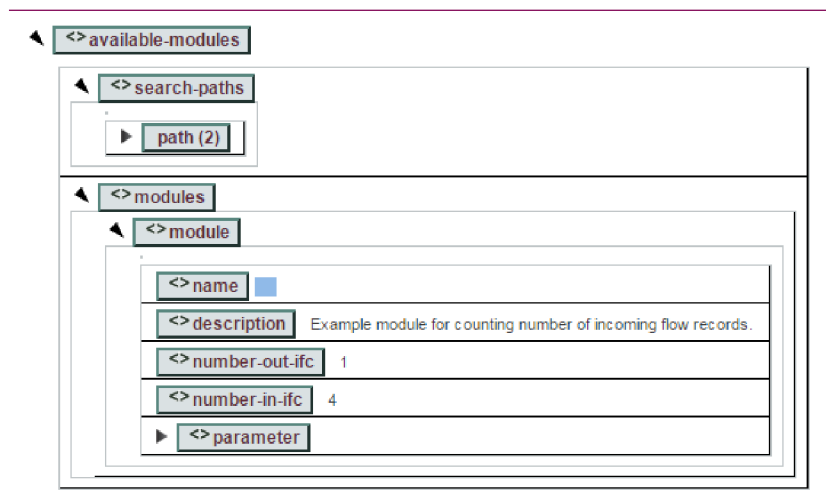 <>available-modules
<>search-paths
path (2)
<>modules
<>module
<>name
<>description Example module for counting number of incoming flow records.
<>number-out-ifc 1
<>number-in-ifc 4
<>parameter